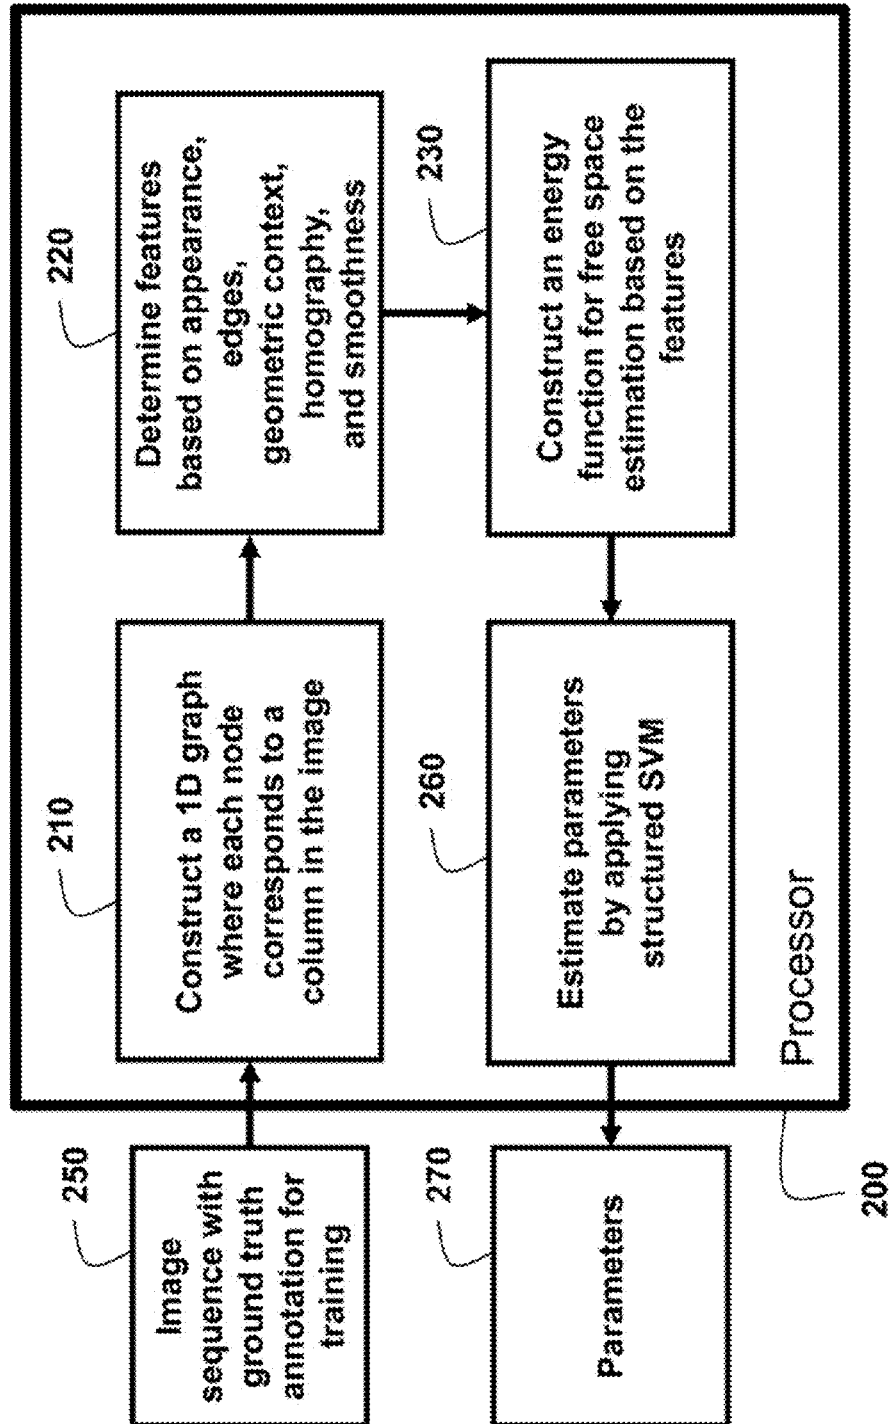 250
Image
sequence with
ground truth
annotation for
training
210
Construct a 1D graph
where each node
corresponds to a
column in the image
220
Determine features
based on appearance,
edges,
geometric context,
homography,
and smoothness
230
Construct an energy
function for free space
estimation based on the
features
260
Estimate parameters
by applying
structured SVM
270
Parameters
Processor
200